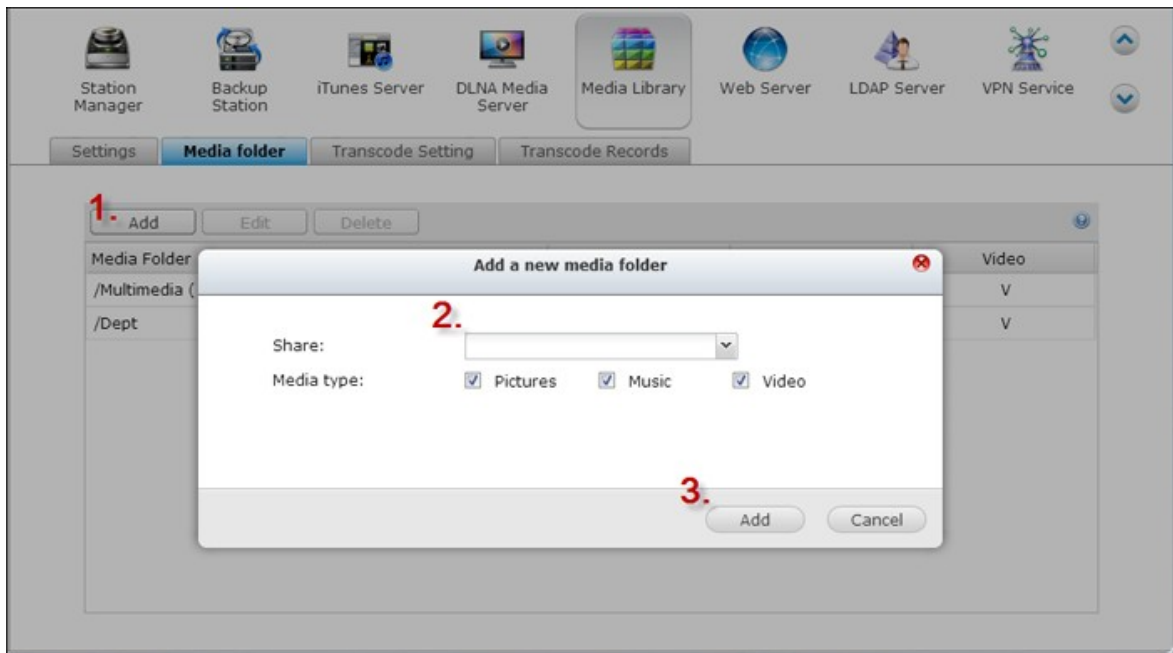 Station Manager
Backup Station
iTunes Server
DLNA Media Server
Media Library
Web Server
LDAP Server
VPN Service
Settings
Media folder
Transcode Setting
Transcode Records
1.
Add
Edit
Delete
Media Folder
Video
/Multimedia (
V
/Dept
V
Add a new media folder
2.
Share:
Media type:
Pictures
Music
Video
3.
Add
Cancel